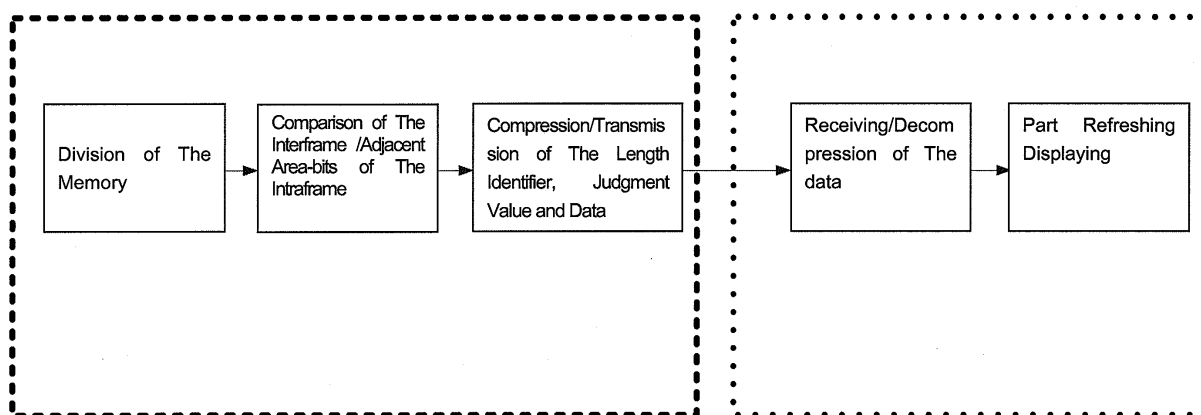 Division of The
Memory
Comparison of The
Interframe /Adjacent
Area-bits of The
Intraframe
Compression/Transmis
sion of The Length
Identifier, Judgment
Value and Data
Receiving/Decom
pression of The
data
Part Refreshing
Displaying